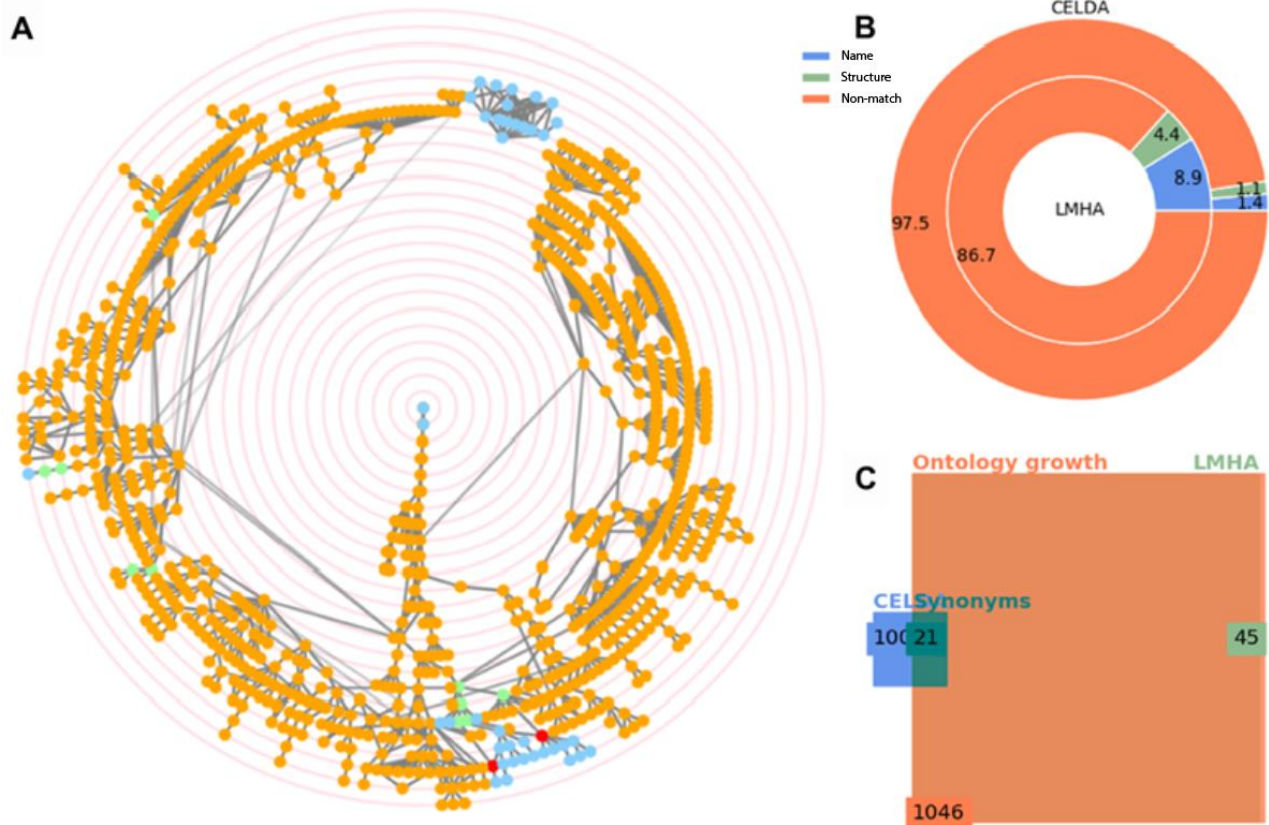 A
B
CELDA
Name
Structure
Non-match
4.4
8.9
1.1
1.4
LMHA
97.5
86.7
C
Ontology growth
LMHA
Synonyms
100
21
45
1046